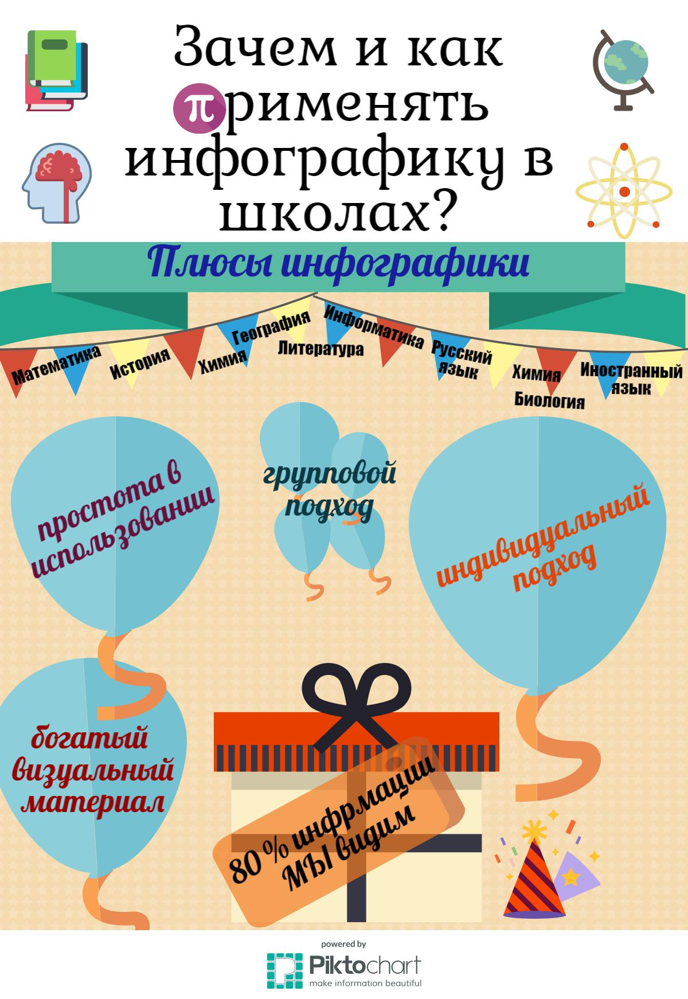 Зачем и как
πрименять
инфографику в
школах?
Плюсы инфографики
Математика
История
Химия
География
Литература
Информатика
Русский
язык
Химия
Биология
Иностранный
язык
простота в
использовании
групповой
подход
индивидуальный
подход
богатый
визуальный
материал
80 % инфрмации
МЫ видим
powered by
Piktochart
make information beautiful